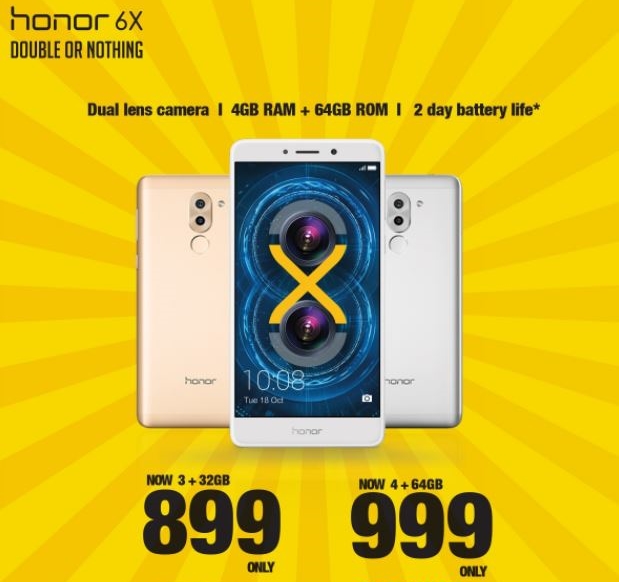 honor 6X
DOUBLE OR NOTHING
Dual lens camera I 4GB RAM + 64GB ROM I 2 day battery life*
10:08
Tue 18 Oct
honor
honor
honor
NOW 3 + 32GB
899
ONLY
NOW 4 + 64GB
999
ONLY